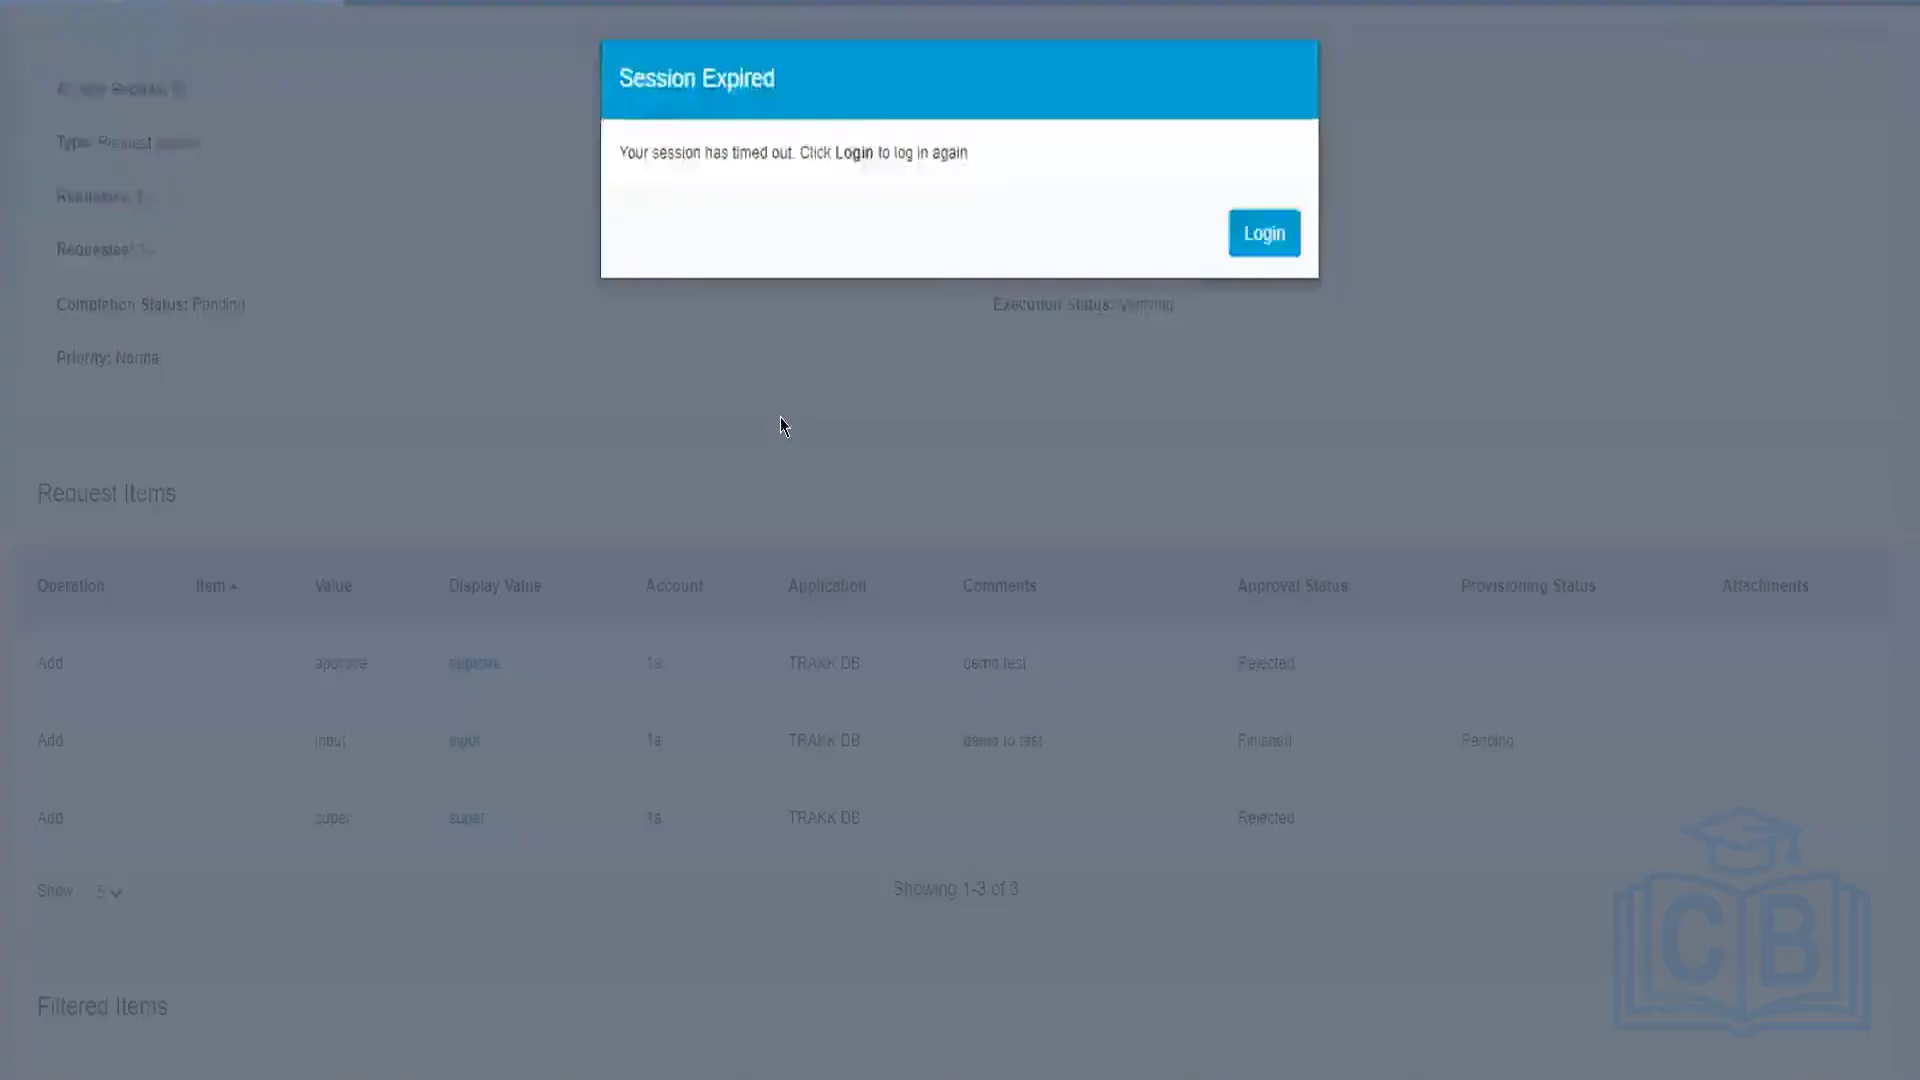 Session Expired
Your session has timed out. Click Login to log in again
Login
Type: Request
Completion Status: Pending
Execution Status: Verifying
Priority: Norma
Request Items
Operation Item Value Display Value Account Application Comments Approval Status Provisioning Status Attachments
Add approve approve 1a TRAKK DB demo test Rejected
Add input input 1a TRAKK DB demo to test Finished Pending
Add super super 1a TRAKK DB Rejected
Show 5 Showing 1-3 of 3
CB
Filtered Items